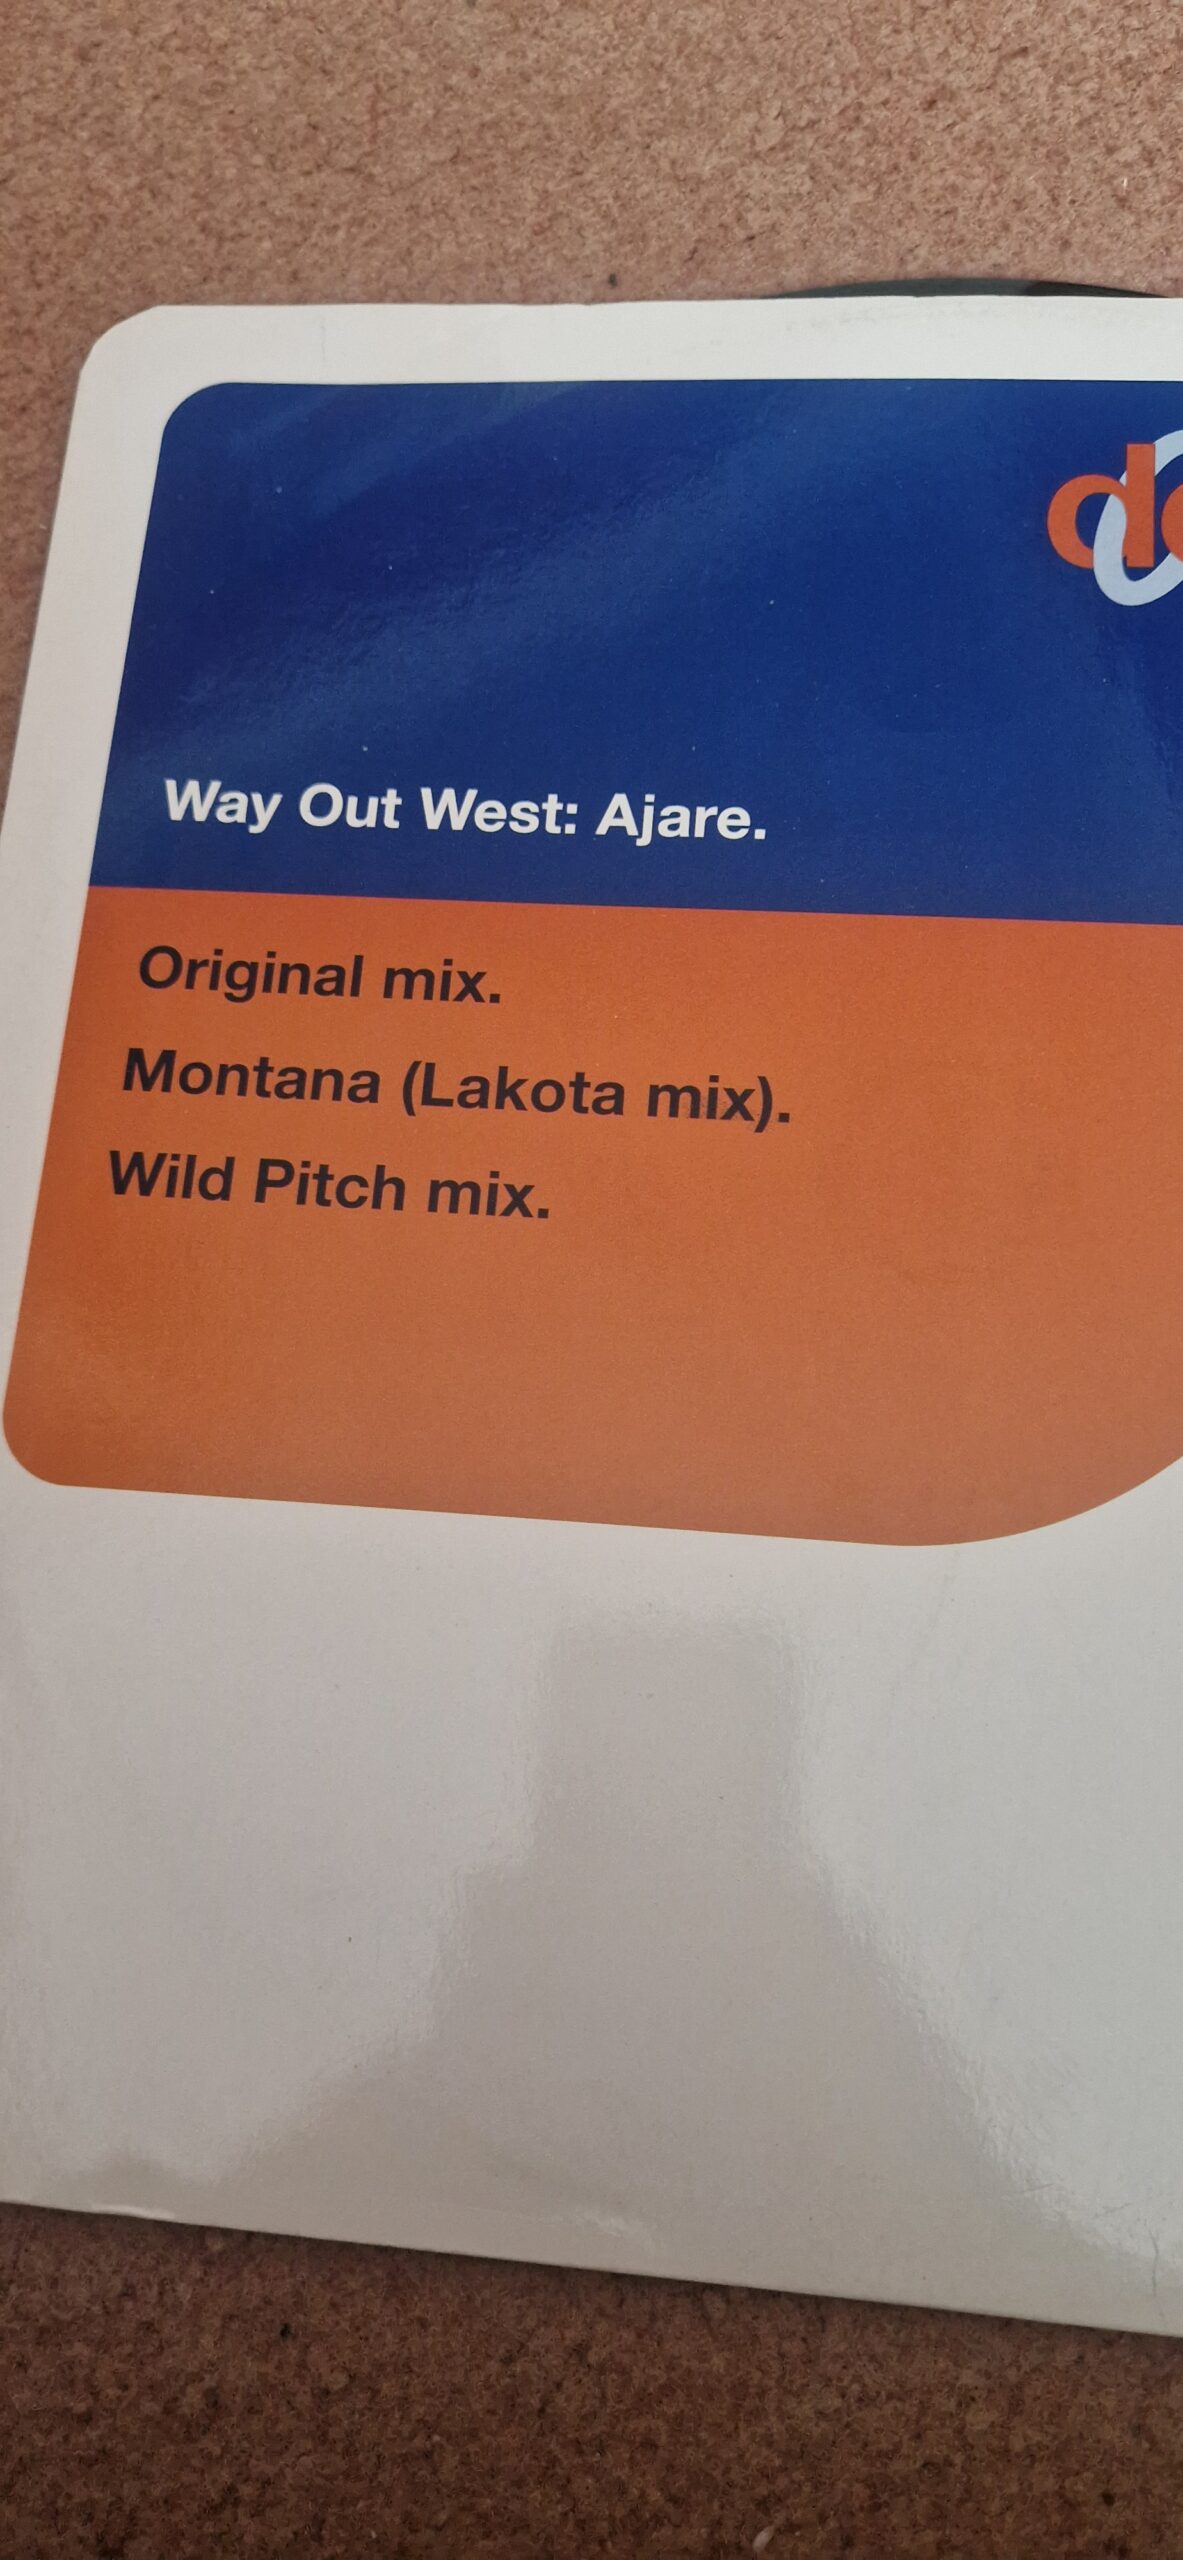 Way Out West: Ajare.
Original mix.
Montana (Lakota mix).
Wild Pitch mix.